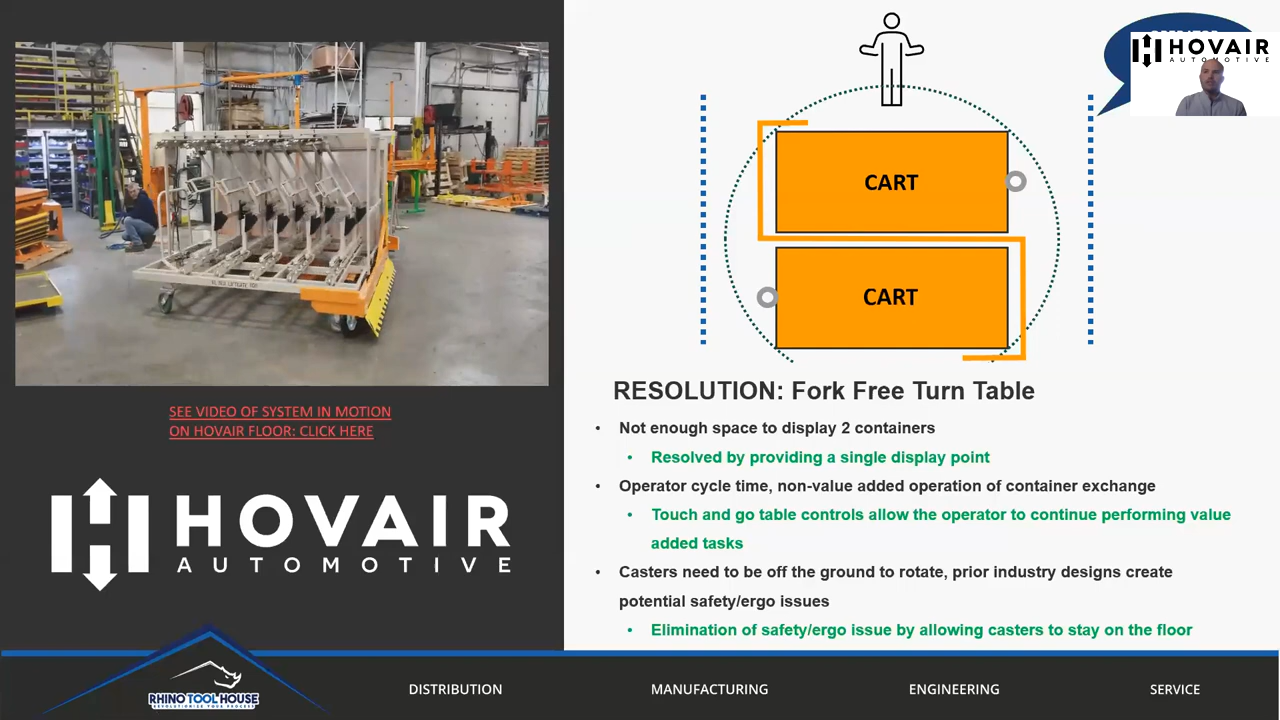 HOVAIR
AUTOMOTIVE
CART
CART
SEE VIDEO OF SYSTEM IN MOTION
ON HOVAIR FLOOR: CLICK HERE
HOVAIR
AUTOMOTIVE
RESOLUTION: Fork Free Turn Table
• Not enough space to display 2 containers
• Resolved by providing a single display point
• Operator cycle time, non-value added operation of container exchange
• Touch and go table controls allow the operator to continue performing value
added tasks
• Casters need to be off the ground to rotate, prior industry designs create
potential safety/ergo issues
• Elimination of safety/ergo issue by allowing casters to stay on the floor
RHINO TOOL HOUSE
REVOLUTIONIZE YOUR PROCESS
DISTRIBUTION
MANUFACTURING
ENGINEERING
SERVICE